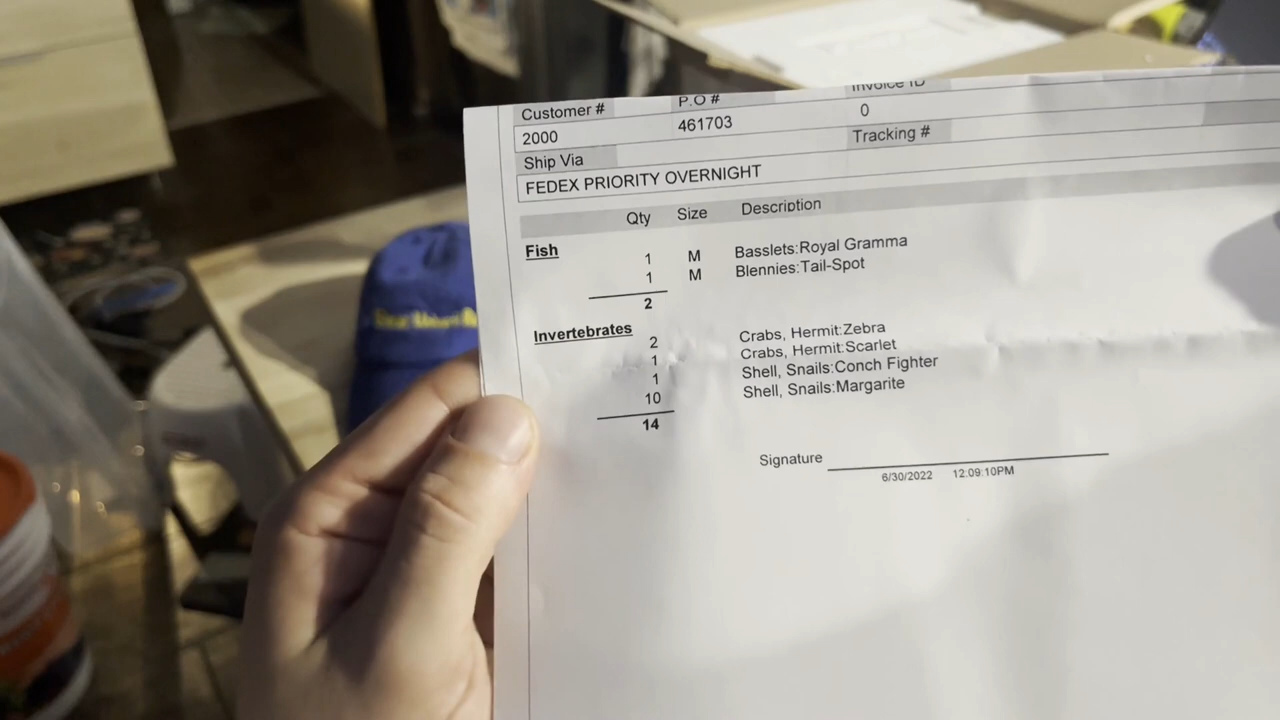 Customer # P.O # Invoice ID
2000 461703 0
Ship Via Tracking #
FEDEX PRIORITY OVERNIGHT
Qty Size Description
Fish
1 M Basslets:Royal Gramma
1 M Blennies:Tail-Spot
2
Invertebrates
2 Crabs, Hermit:Zebra
1 Crabs, Hermit:Scarlet
1 Shell, Snails:Conch Fighter
10 Shell, Snails:Margarite
14
Signature
6/30/2022 12:09:10PM